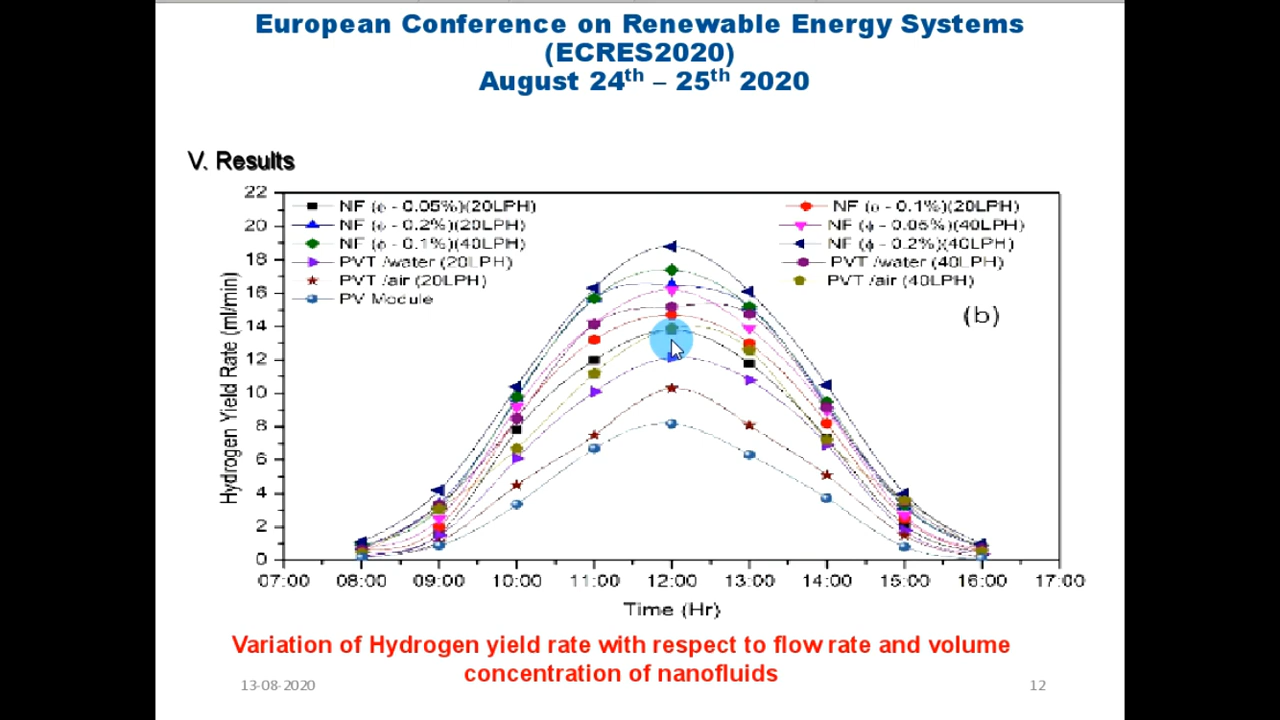 European Conference on Renewable Energy Systems
(ECRES2020)
August 24th – 25th 2020
V. Results
Hydrogen Yield Rate (ml/min)
22
20
18
16
14
12
10
8
6
4
2
0
NF (ϕ - 0.05%)(20LPH)
NF (ϕ - 0.2%)(20LPH)
NF (ϕ - 0.1%)(40LPH)
PVT /water (20LPH)
PVT /air (20LPH)
PV Module
NF (ϕ - 0.1%)(20LPH)
NF (ϕ - 0.05%)(40LPH)
NF (ϕ - 0.2%)(40LPH)
PVT /water (40LPH)
PVT /air (40LPH)
(b)
07:00 08:00 09:00 10:00 11:00 12:00 13:00 14:00 15:00 16:00 17:00
Time (Hr)
Variation of Hydrogen yield rate with respect to flow rate and volume
concentration of nanofluids
13-08-2020
12